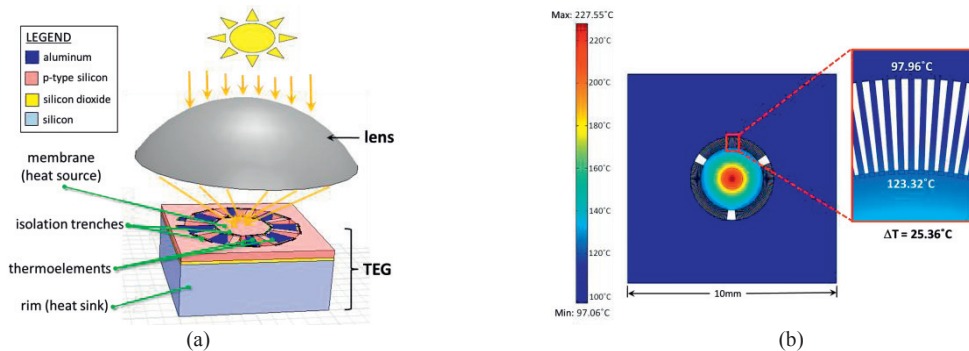 LEGEND
aluminum
p-type silicon
silicon dioxide
silicon
lens
membrane
(heat source)
isolation trenches
thermoelements
rim (heat sink)
TEG
(a)
Max: 227.55˚C
220˚C
200˚C
180˚C
160˚C
140˚C
120˚C
100˚C
Min: 97.06˚C
10mm
97.96˚C
123.32˚C
ΔT = 25.36˚C
(b)